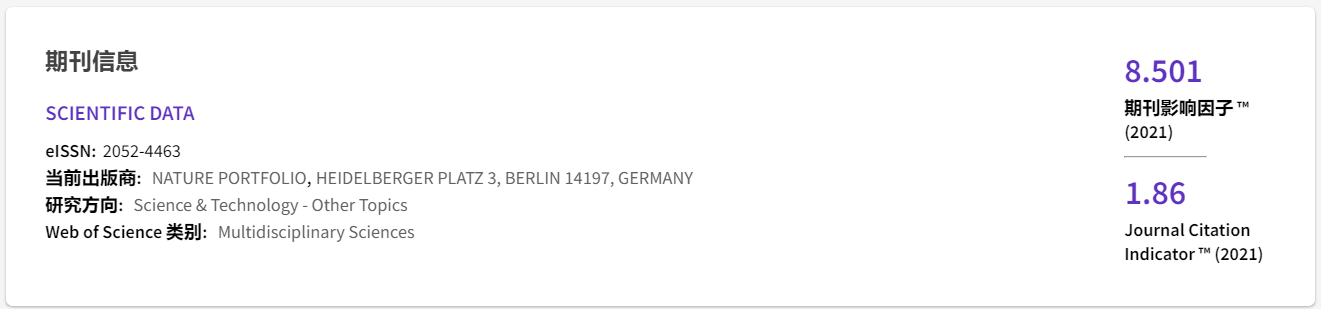 期刊信息
SCIENTIFIC DATA
eISSN: 2052-4463
当前出版商: NATURE PORTFOLIO, HEIDELBERGER PLATZ 3, BERLIN 14197, GERMANY
研究方向: Science & Technology - Other Topics
Web of Science 类别: Multidisciplinary Sciences
8.501
期刊影响因子 ™
(2021)
1.86
Journal Citation
Indicator ™ (2021)